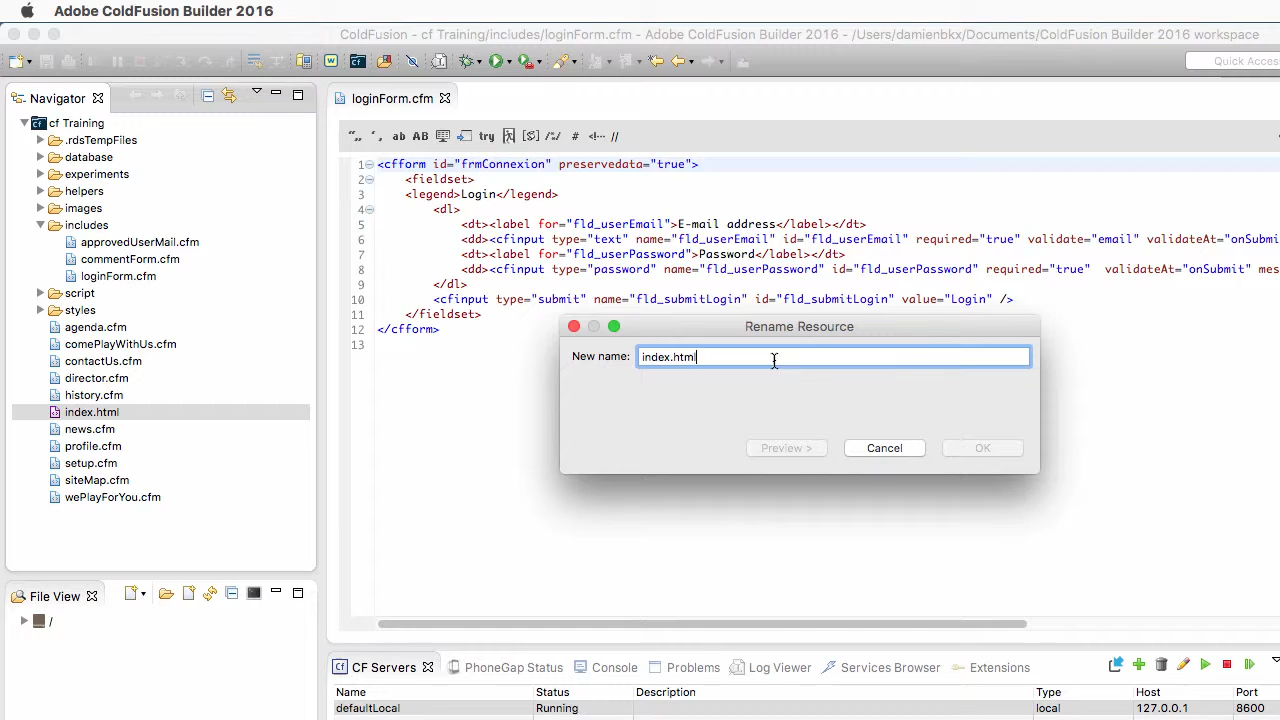 Adobe ColdFusion Builder 2016
ColdFusion - cf Training/includes/loginForm.cfm - Adobe ColdFusion Builder 2016 - /Users/damienbkx/Documents/ColdFusion Builder 2016 workspace
Quick Acces
Navigator
cf Training
.rdsTempFiles
database
experiments
helpers
images
includes
approvedUserMail.cfm
commentForm.cfm
loginForm.cfm
script
styles
agenda.cfm
comePlayWithUs.cfm
contactUs.cfm
director.cfm
history.cfm
index.html
news.cfm
profile.cfm
setup.cfm
siteMap.cfm
wePlayForYou.cfm
File View
/
loginForm.cfm
"„ ', ab AB try /*/ # <!-- //
1 <cfform id="frmConnexion" preservedata="true">
2 <fieldset>
3 <legend>Login</legend>
4 <dl>
5 <dt><label for="fld_userEmail">E-mail address</label></dt>
6 <dd><cfinput type="text" name="fld_userEmail" id="fld_userEmail" required="true" validate="email" validateAt="onSubmi
7 <dt><label for="fld_userPassword">Password</label></dt>
8 <dd><cfinput type="password" name="fld_userPassword" id="fld_userPassword" required="true" validateAt="onSubmit" mes
9 </dl>
10 <cfinput type="submit" name="fld_submitLogin" id="fld_submitLogin" value="Login" />
11 </fieldset>
12 </cfform>
13
Rename Resource
New name: index.html
Preview > Cancel OK
CF Servers PhoneGap Status Console Problems Log Viewer Services Browser Extensions
Name Status Description Type Host Port
defaultLocal Running local 127.0.0.1 8600